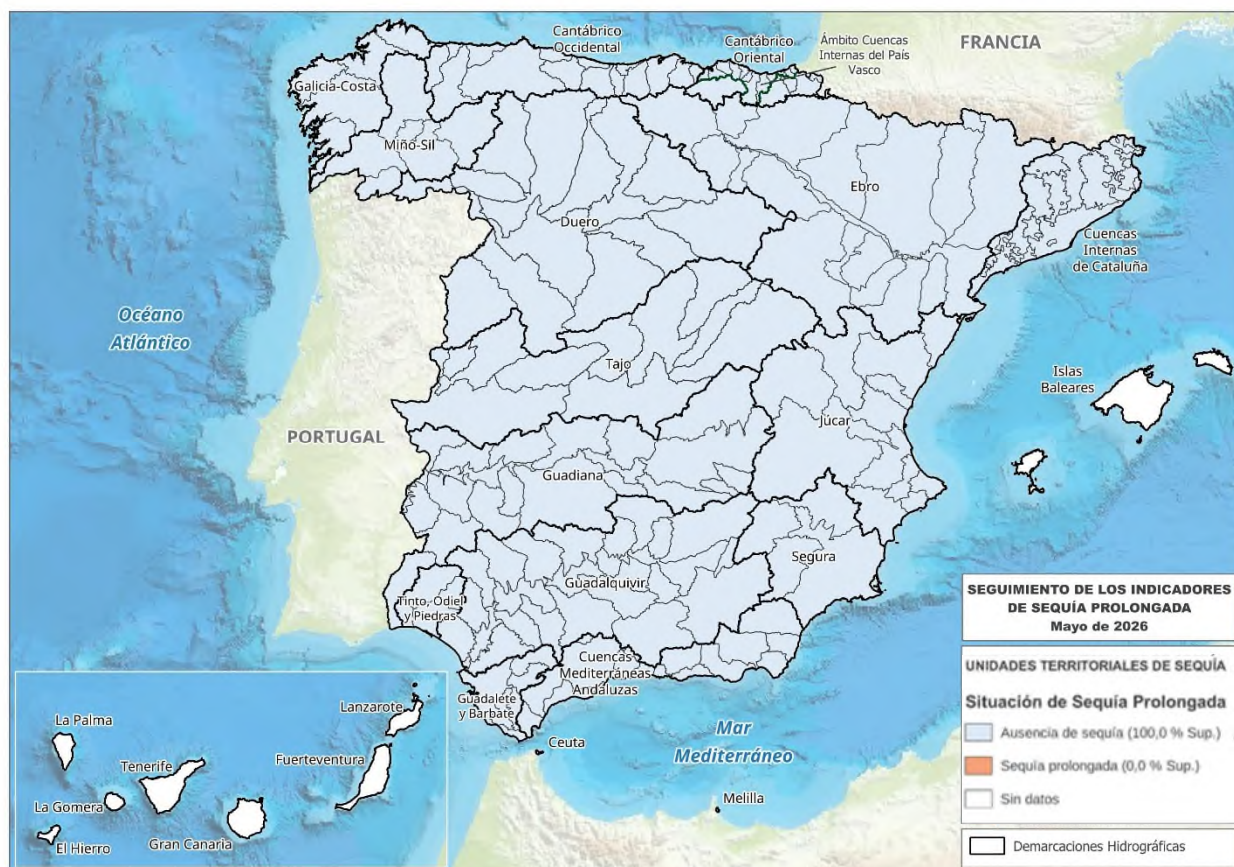 Cantábrico
Occidental
Cantábrico
Oriental
Ámbito Cuencas
Internas del País
Vasco
FRANCIA
Galicia-Costa
Miño-Sil
Ebro
Duero
Cuencas
Internas
de Cataluña
Océano
Atlántico
Tajo
Islas
Baleares
PORTUGAL
Júcar
Guadiana
Segura
Guadalquivir
Tinto, Odiel
y Piedras
Cuencas
Mediterráneas
Andaluzas
Guadalete
y Barbate
Ceuta
Mar
Mediterráneo
Melilla
La Palma
Lanzarote
Tenerife
Fuerteventura
La Gomera
El Hierro
Gran Canaria
SEGUIMIENTO DE LOS INDICADORES
DE SEQUÍA PROLONGADA
Mayo de 2026
UNIDADES TERRITORIALES DE SEQUÍA
Situación de Sequía Prolongada
Ausencia de sequía (100,0 % Sup.)
Sequía prolongada (0,0 % Sup.)
Sin datos
Demarcaciones Hidrográficas